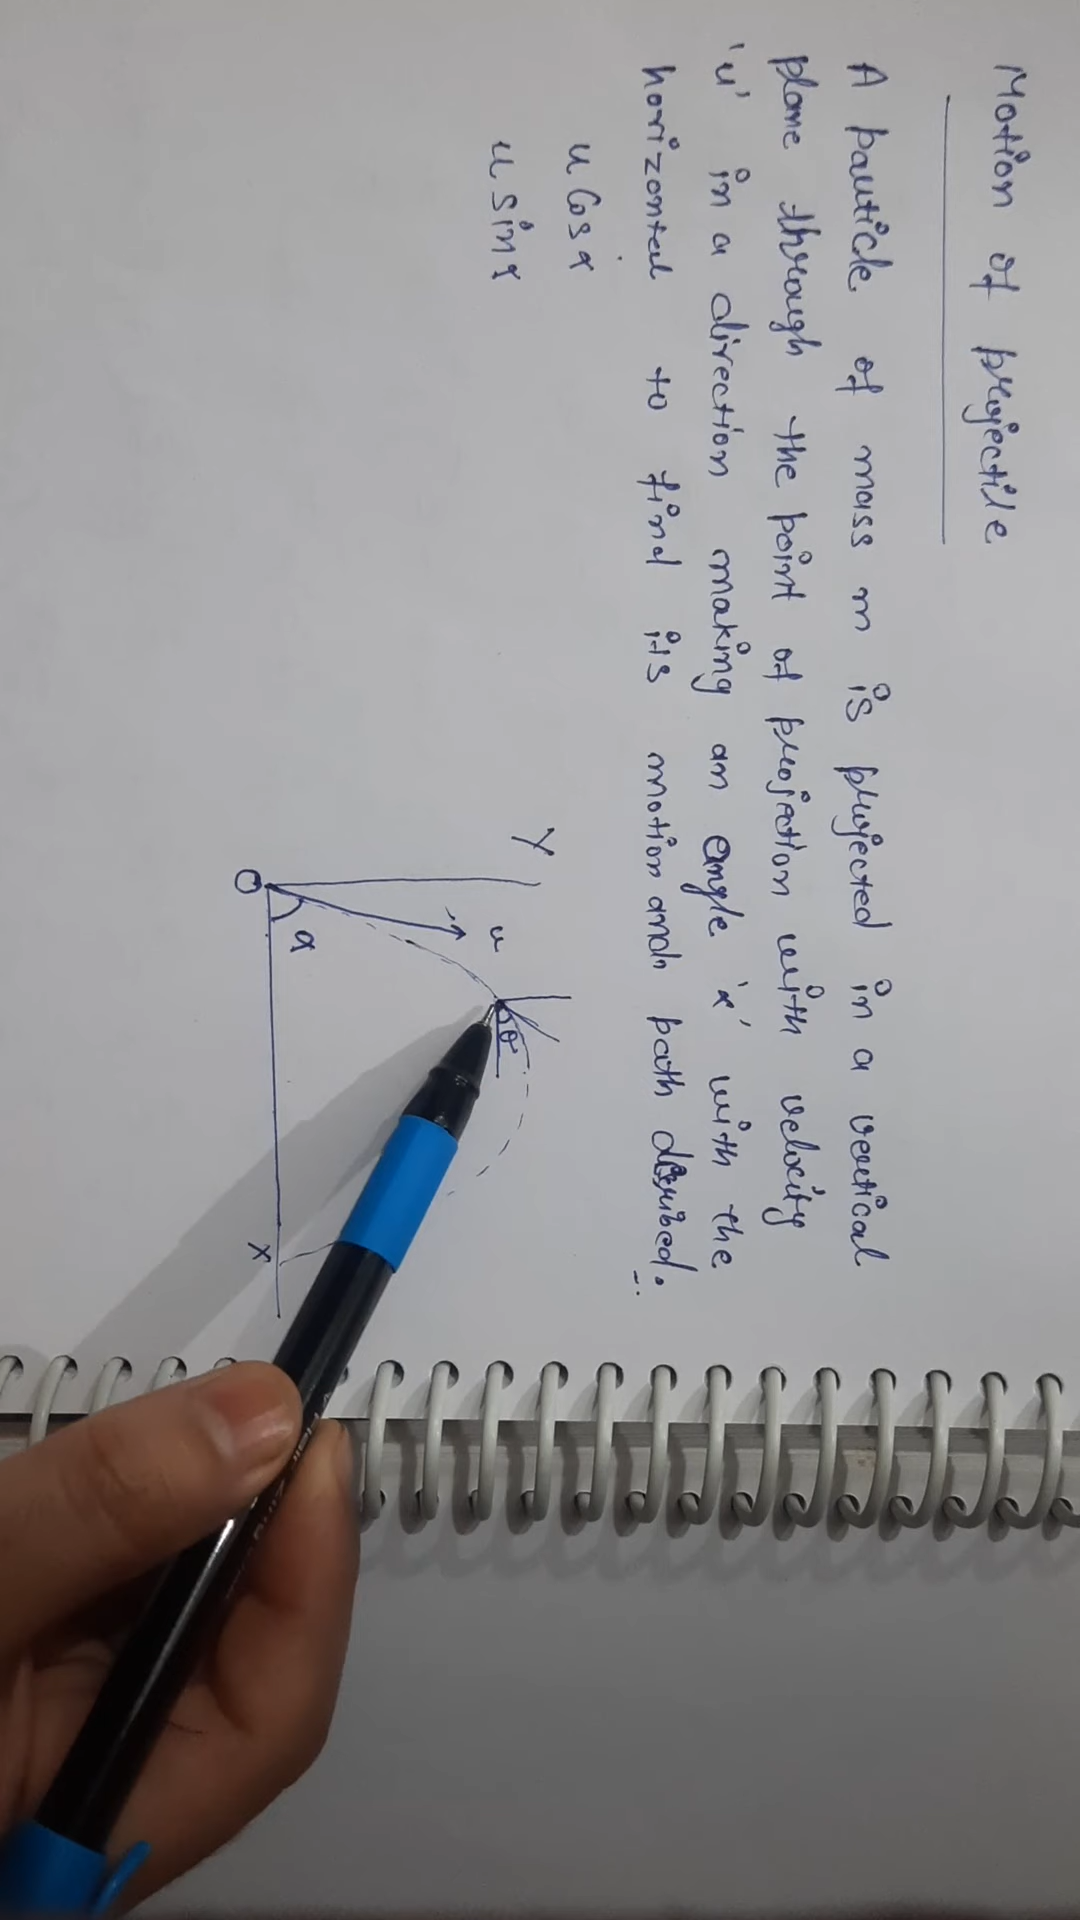 Motion of projectile
A particle of mass m is projected in a vertical
plane through the point of projection with velocity
'u' in a direction making an angle 'α' with the
horizontal to find its motion and path described.
u cos α
u sin α
Y
u
θ
α
O
X